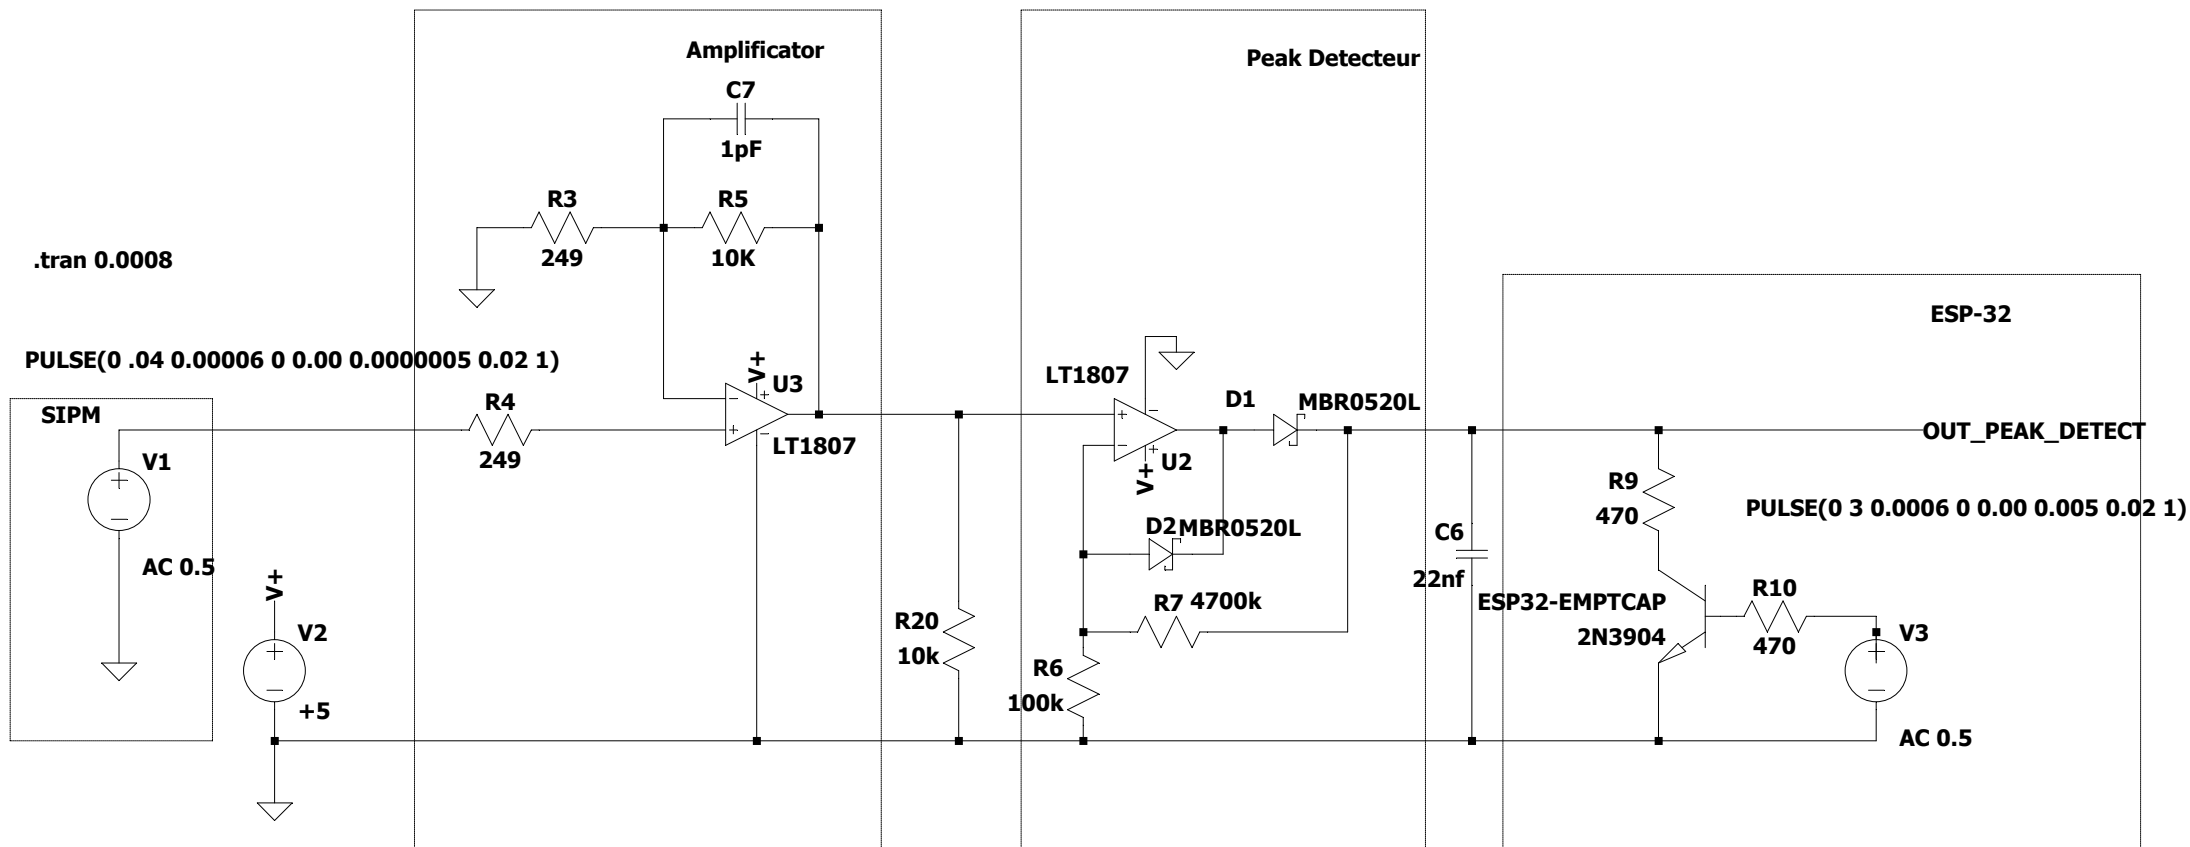 Amplificator
Peak Detecteur
C7
1pF
R3
R5
249
10K
.tran 0.0008
ESP-32
PULSE(0 .04 0.00006 0 0.00 0.0000005 0.02 1)
V+
U3
LT1807
SIPM
R4
D1
MBR0520L
249
LT1807
OUT_PEAK_DETECT
V1
U2
V+
R9
470
PULSE(0 3 0.0006 0 0.00 0.005 0.02 1)
D2
MBR0520L
C6
22nf
AC 0.5
V+
R7
4700k
ESP32-EMPTCAP
R10
V2
R20
10k
2N3904
470
V3
R6
100k
+5
AC 0.5